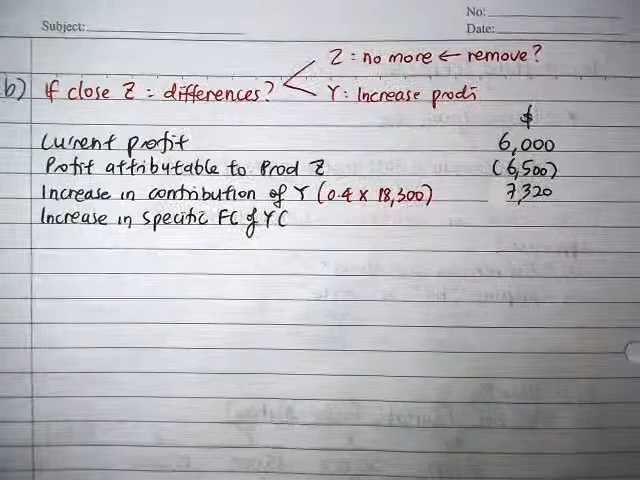 No:
Subject:
Date:
Z : no more ← remove?
b) If close Z : differences?
Y : Increase prodi
$
Current profit 6,000
Profit attributable to Prod Z (6,500)
Increase in contribution of Y (0.4 x 18,300) 7,320
Increase in specific FC of Y (